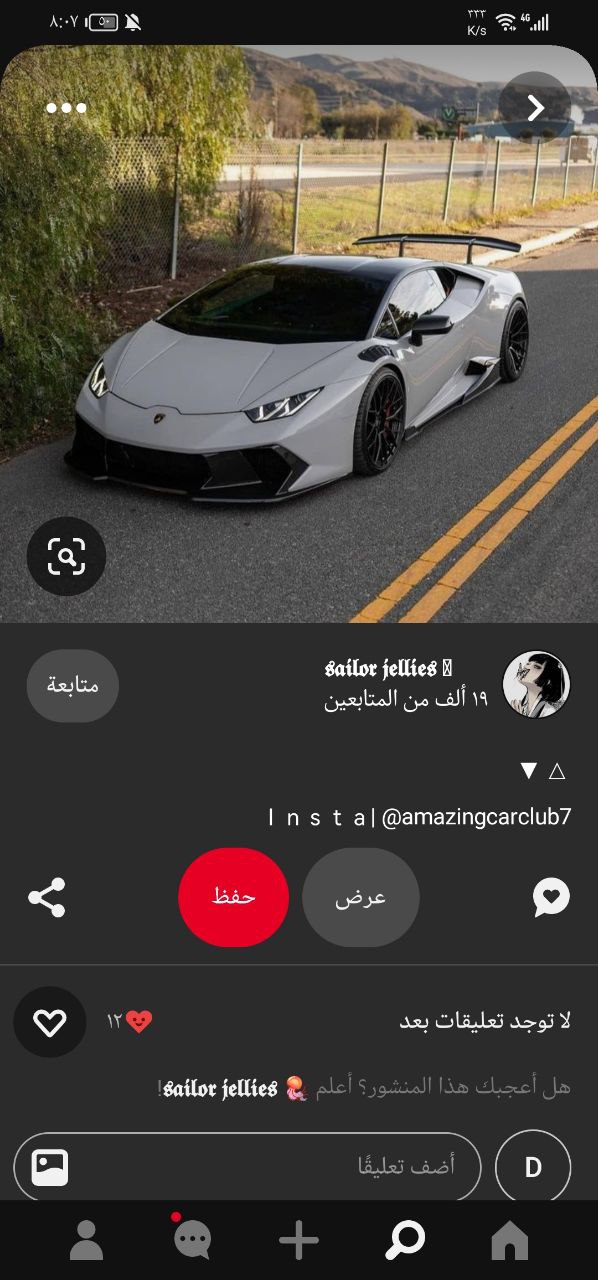 ٨:٠٧
٥٠
٣٣٣
K/s
4G
𝖘𝖆𝖎𝖑𝖔𝖗 𝖏𝖊𝖑𝖑𝖎𝖊𝖘
١٩ ألف من المتابعين
متابعة
▼ △
Ｉｎｓｔａ| @amazingcarclub7
عرض
حفظ
لا توجد تعليقات بعد
١٢
هل أعجبك هذا المنشور؟ أعلم 𝖘𝖆𝖎𝖑𝖔𝖗 𝖏𝖊𝖑𝖑𝖎𝖊𝖘 🪼!
D
أضف تعليقًا